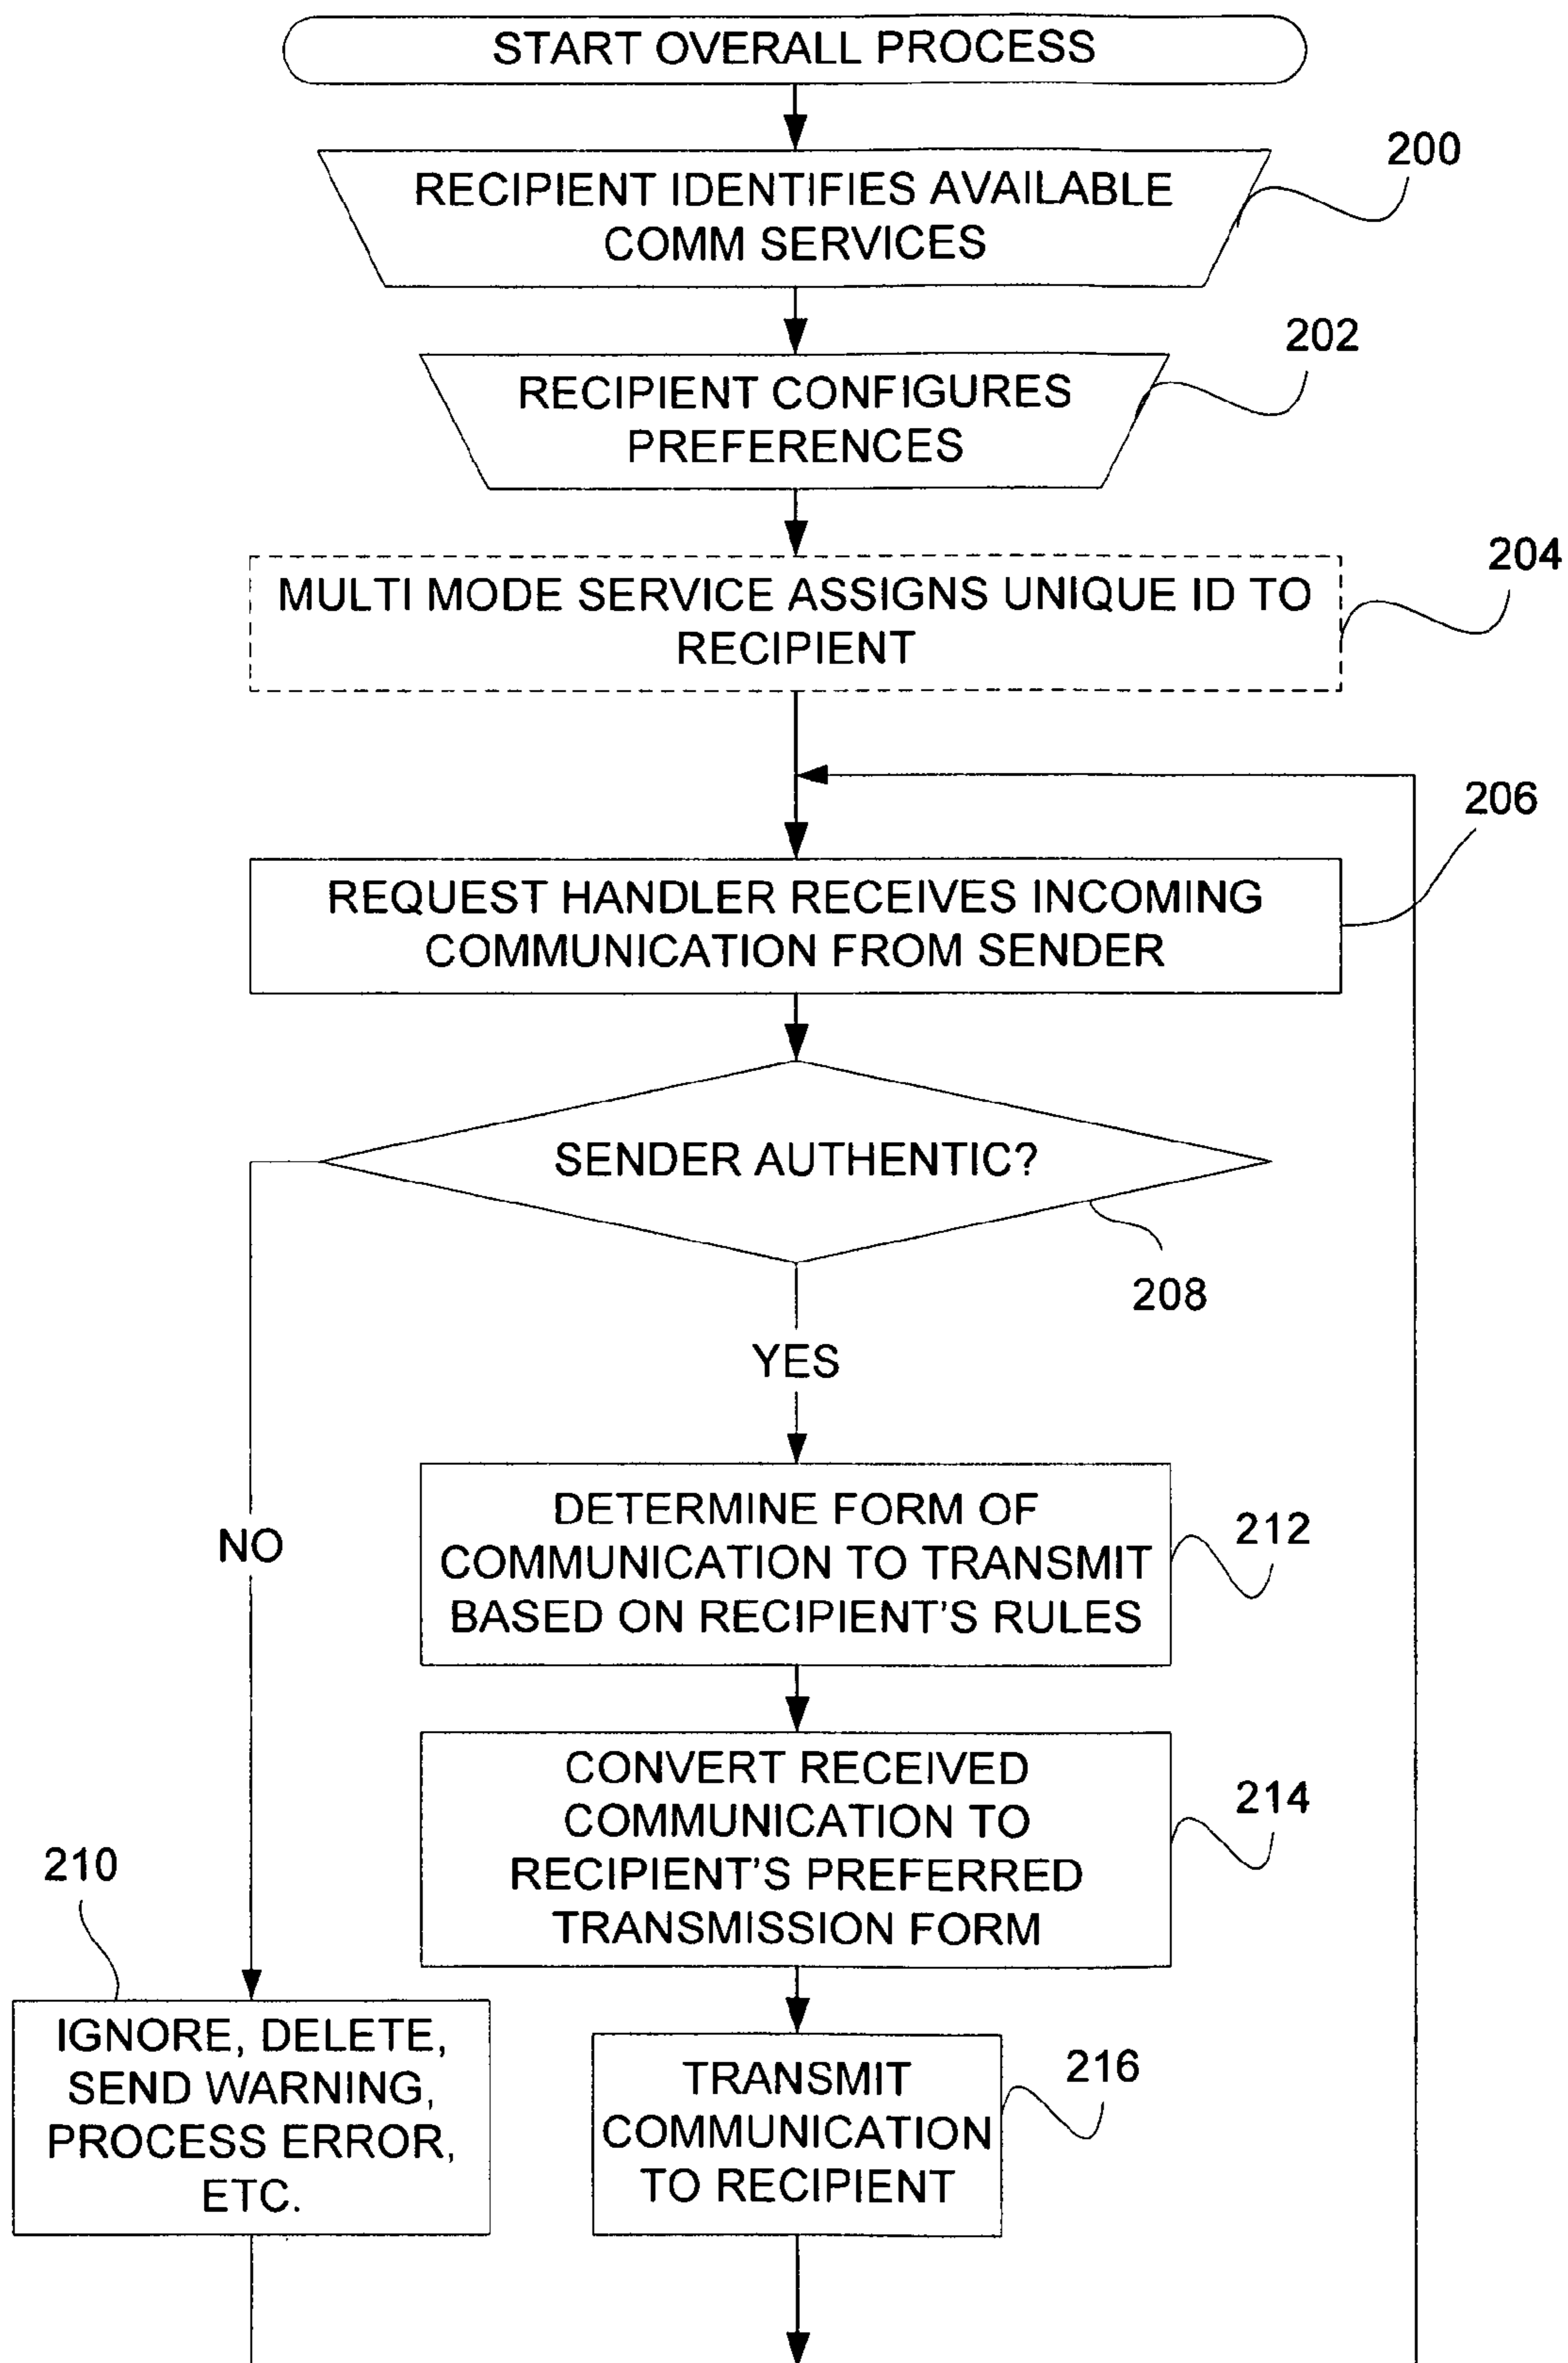 START OVERALL PROCESS
200
RECIPIENT IDENTIFIES AVAILABLE
COMM SERVICES
202
RECIPIENT CONFIGURES
PREFERENCES
204
MULTI MODE SERVICE ASSIGNS UNIQUE ID TO
RECIPIENT
206
REQUEST HANDLER RECEIVES INCOMING
COMMUNICATION FROM SENDER
SENDER AUTHENTIC?
208
YES
NO
DETERMINE FORM OF
COMMUNICATION TO TRANSMIT
BASED ON RECIPIENT'S RULES
212
CONVERT RECEIVED
COMMUNICATION TO
RECIPIENT'S PREFERRED
TRANSMISSION FORM
214
210
IGNORE, DELETE,
SEND WARNING,
PROCESS ERROR,
ETC.
TRANSMIT
COMMUNICATION
TO RECIPIENT
216